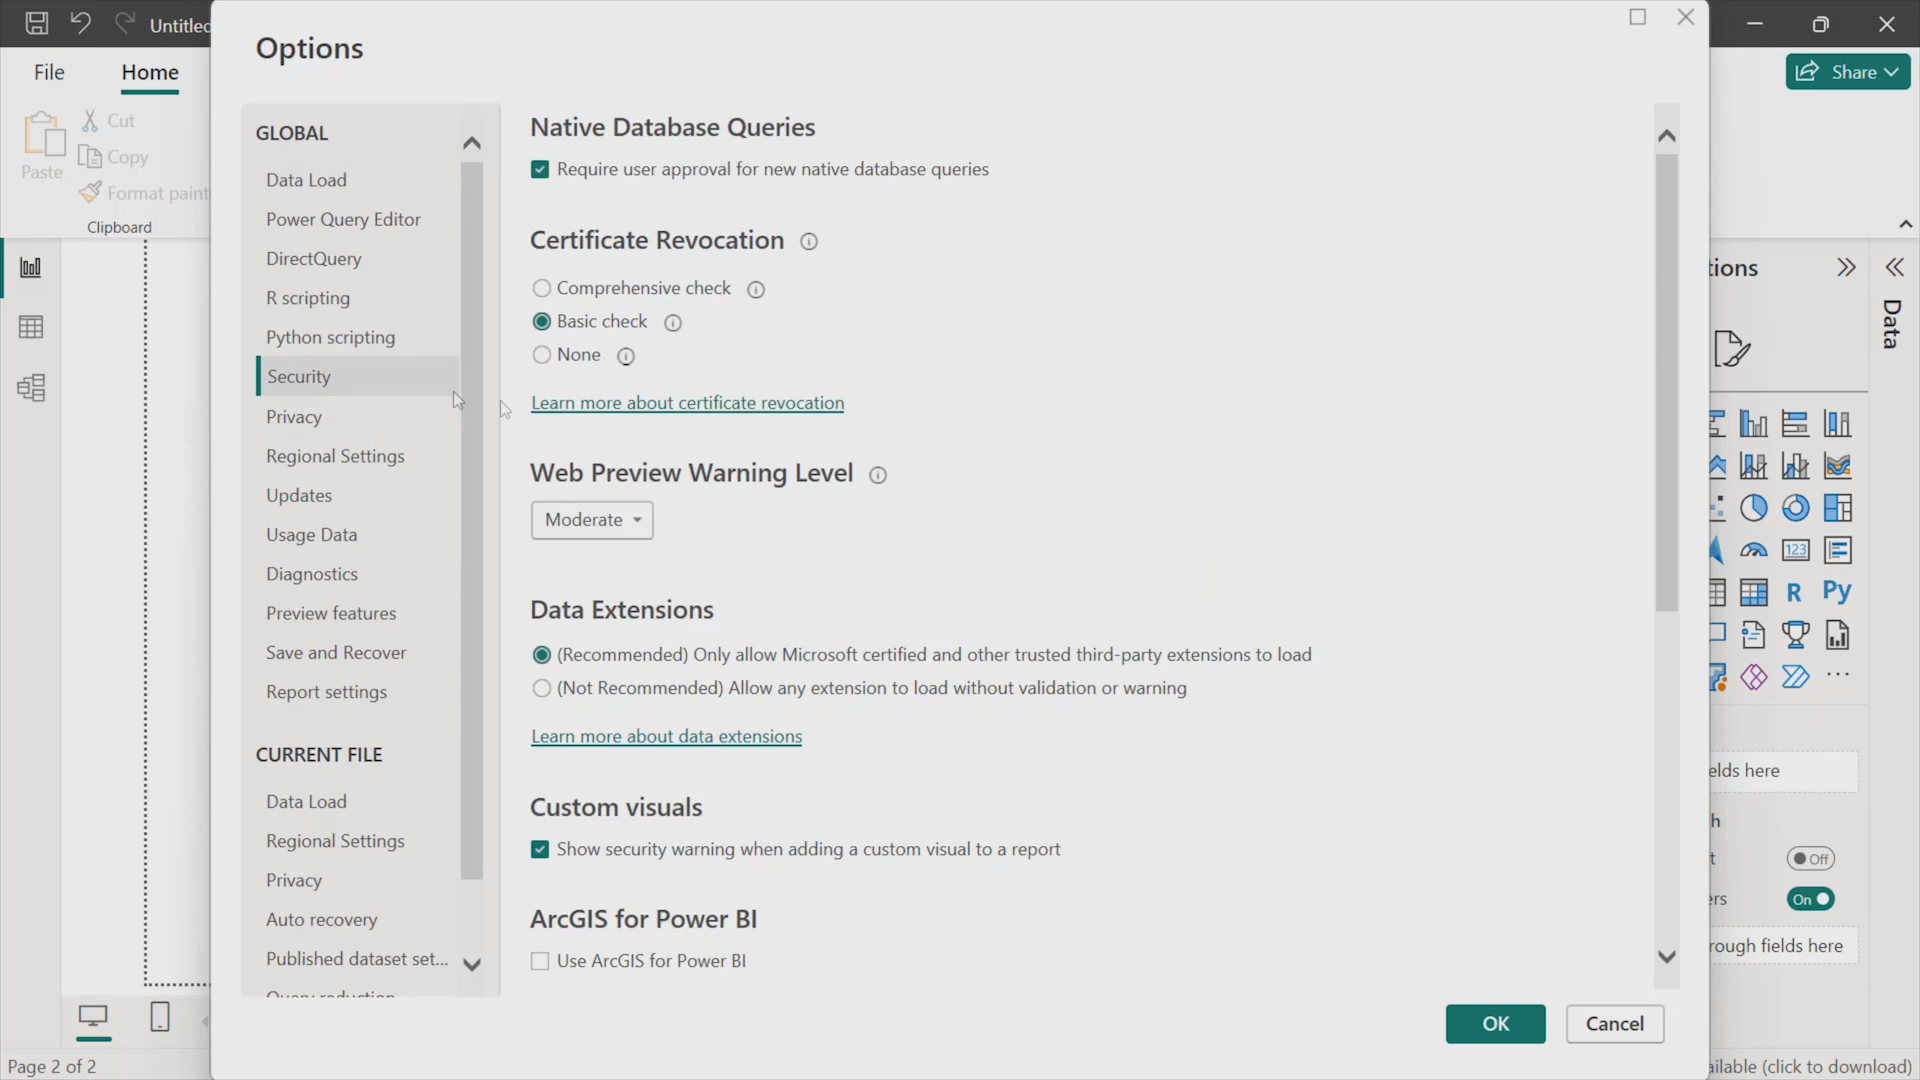 Untitled
File
Home
Share
Paste
Cut
Copy
Format paint
Clipboard
Options
GLOBAL
Data Load
Power Query Editor
DirectQuery
R scripting
Python scripting
Security
Privacy
Regional Settings
Updates
Usage Data
Diagnostics
Preview features
Save and Recover
Report settings
CURRENT FILE
Data Load
Regional Settings
Privacy
Auto recovery
Published dataset set...
Query reduction
Native Database Queries
Require user approval for new native database queries
Certificate Revocation
Comprehensive check
Basic check
None
Learn more about certificate revocation
Web Preview Warning Level
Moderate
Data Extensions
(Recommended) Only allow Microsoft certified and other trusted third-party extensions to load
(Not Recommended) Allow any extension to load without validation or warning
Learn more about data extensions
Custom visuals
Show security warning when adding a custom visual to a report
ArcGIS for Power BI
Use ArcGIS for Power BI
OK
Cancel
tions
Data
123
R
Py
elds here
h
t
Off
ers
On
rough fields here
Page 2 of 2
ailable (click to download)